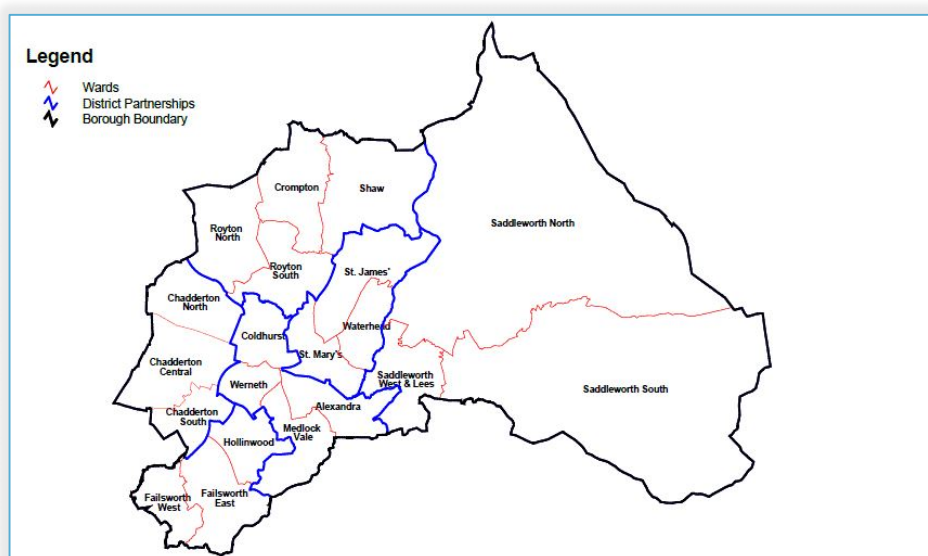 Legend
Wards
District Partnerships
Borough Boundary
Crompton
Shaw
Royton
North
Saddleworth North
Royton
South
St. James'
Chadderton
North
Coldhurst
Waterhead
St. Mary's
Chadderton
Central
Werneth
Saddleworth
West & Lees
Saddleworth South
Chadderton
South
Alexandra
Medlock
Vale
Hollinwood
Failsworth
West
Failsworth
East